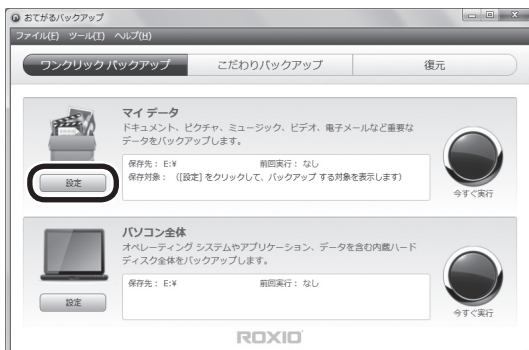 おてがるバックアップ
ファイル(F) ツール(T) ヘルプ(H)
ワンクリック バックアップ こだわりバックアップ 復元
マイ データ
ドキュメント、ピクチャ、ミュージック、ビデオ、電子メールなど重要な
データをバックアップします。
保存先： E:¥ 前回実行： なし
保存対象： （[設定] をクリックして、バックアップ する対象を表示します）
設定
今すぐ実行
パソコン全体
オペレーティング システムやアプリケーション、データを含む内蔵ハード
ディスク全体をバックアップします。
保存先： E:¥ 前回実行： なし
設定
今すぐ実行
ROXIO